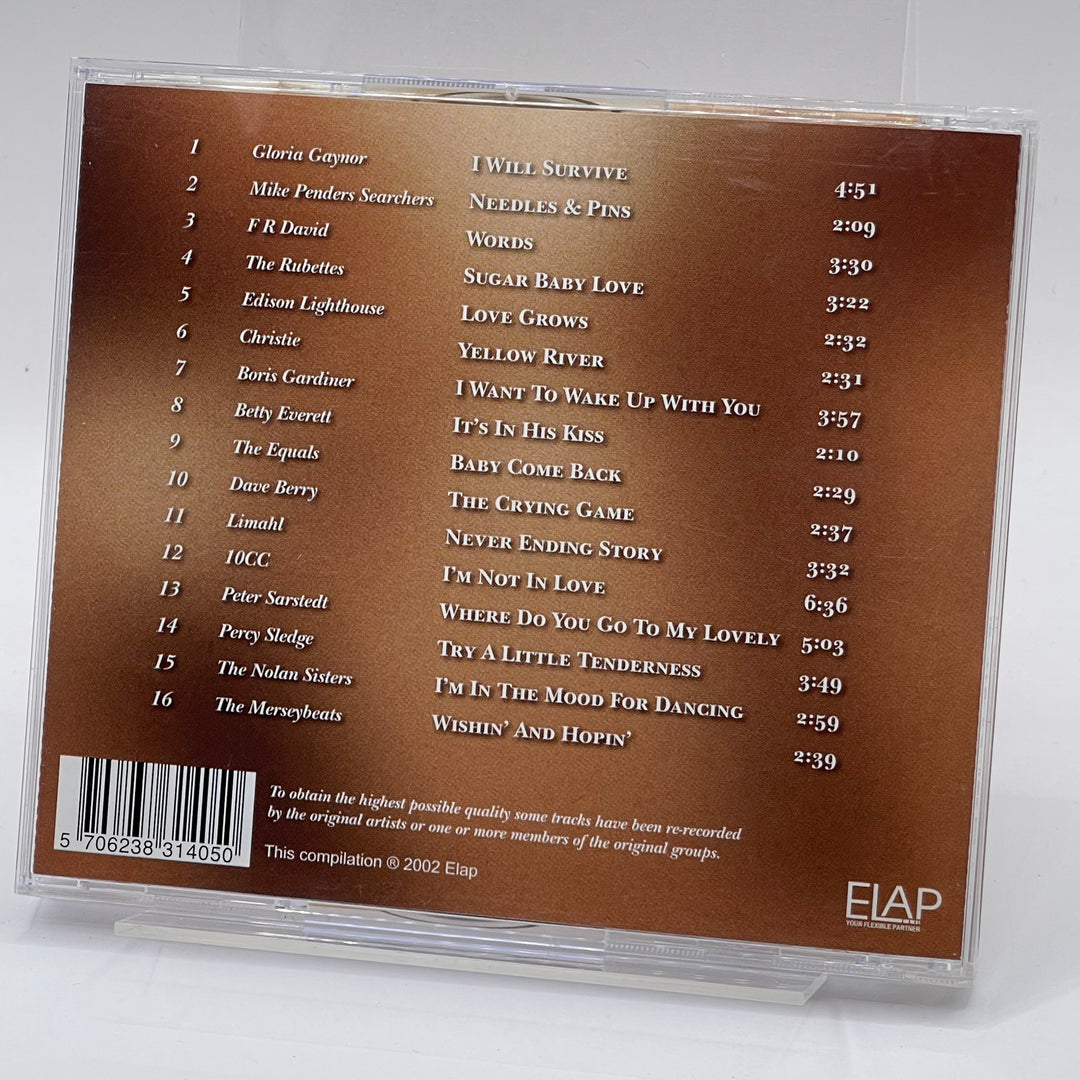 1 Gloria Gaynor I Will Survive 4:51
2 Mike Penders Searchers Needles & Pins 2:09
3 F R David Words 3:30
4 The Rubettes Sugar Baby Love 3:22
5 Edison Lighthouse Love Grows 2:32
6 Christie Yellow River 2:31
7 Boris Gardiner I Want To Wake Up With You 3:57
8 Betty Everett It's In His Kiss 2:10
9 The Equals Baby Come Back 2:29
10 Dave Berry The Crying Game 2:37
11 Limahl Never Ending Story 3:32
12 10CC I'm Not In Love 6:36
13 Peter Sarstedt Where Do You Go To My Lovely 5:03
14 Percy Sledge Try A Little Tenderness 3:49
15 The Nolan Sisters I'm In The Mood For Dancing 2:59
16 The Merseybeats Wishin' And Hopin' 2:39
To obtain the highest possible quality some tracks have been re-recorded
by the original artists or one or more members of the original groups.
This compilation ® 2002 Elap
5 706238 314050
ELAP
YOUR FLEXIBLE PARTNER